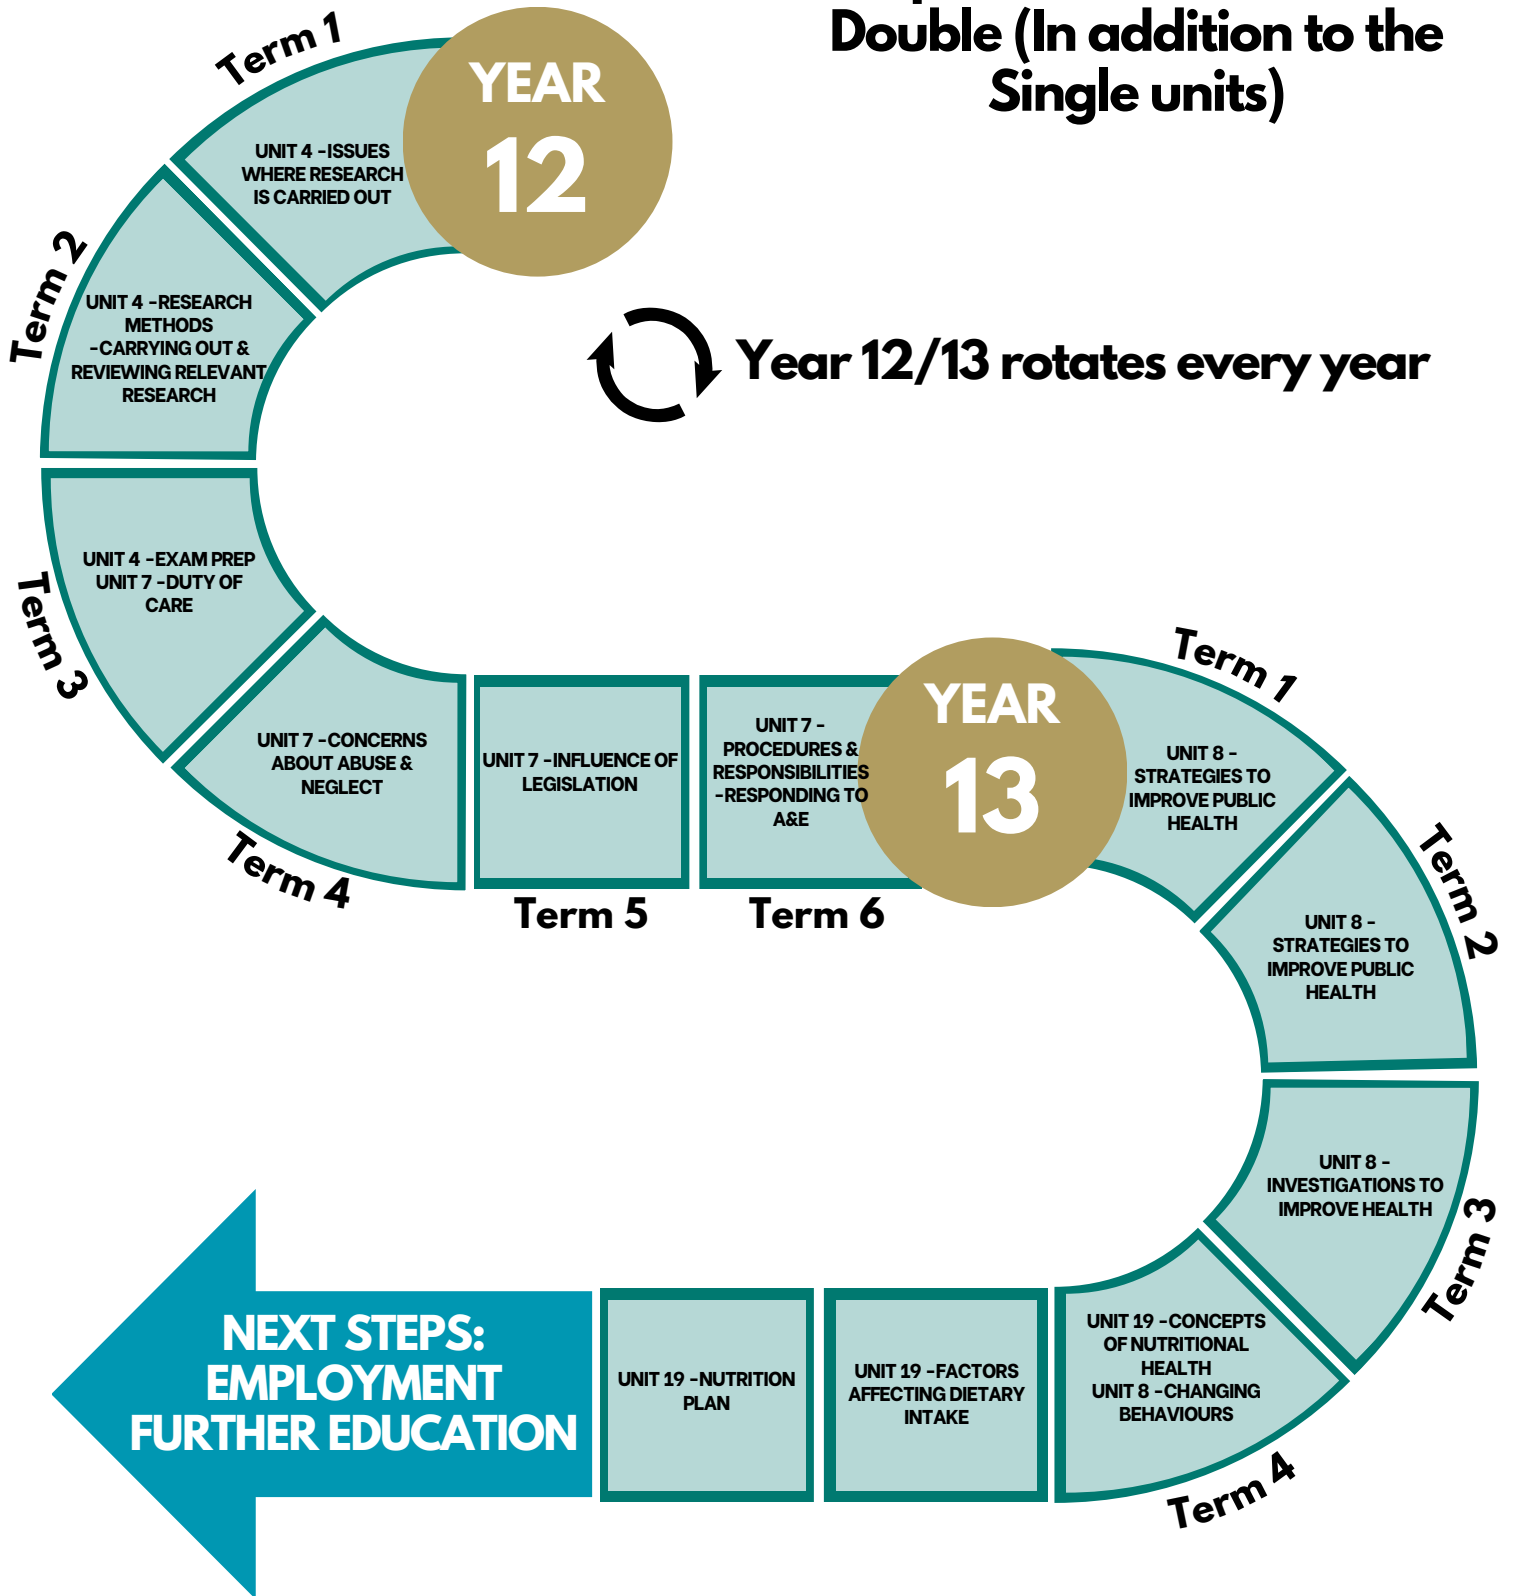 Double (In addition to the
Single units)
Term 1
YEAR
12
UNIT 4 -ISSUES
WHERE RESEARCH
IS CARRIED OUT
Term 2
UNIT 4 -RESEARCH
METHODS
-CARRYING OUT &
REVIEWING RELEVANT
RESEARCH
Year 12/13 rotates every year
Term 3
UNIT 4 -EXAM PREP
UNIT 7 -DUTY OF
CARE
Term 4
UNIT 7 -CONCERNS
ABOUT ABUSE &
NEGLECT
UNIT 7 -INFLUENCE OF
LEGISLATION
Term 5
UNIT 7 -
PROCEDURES &
RESPONSIBILITIES
-RESPONDING TO
A&E
Term 6
YEAR
13
Term 1
UNIT 8 -
STRATEGIES TO
IMPROVE PUBLIC
HEALTH
Term 2
UNIT 8 -
STRATEGIES TO
IMPROVE PUBLIC
HEALTH
UNIT 8 -
INVESTIGATIONS TO
IMPROVE HEALTH
Term 3
UNIT 19 -CONCEPTS
OF NUTRITIONAL
HEALTH
UNIT 8 -CHANGING
BEHAVIOURS
Term 4
UNIT 19 -FACTORS
AFFECTING DIETARY
INTAKE
UNIT 19 -NUTRITION
PLAN
NEXT STEPS:
EMPLOYMENT
FURTHER EDUCATION